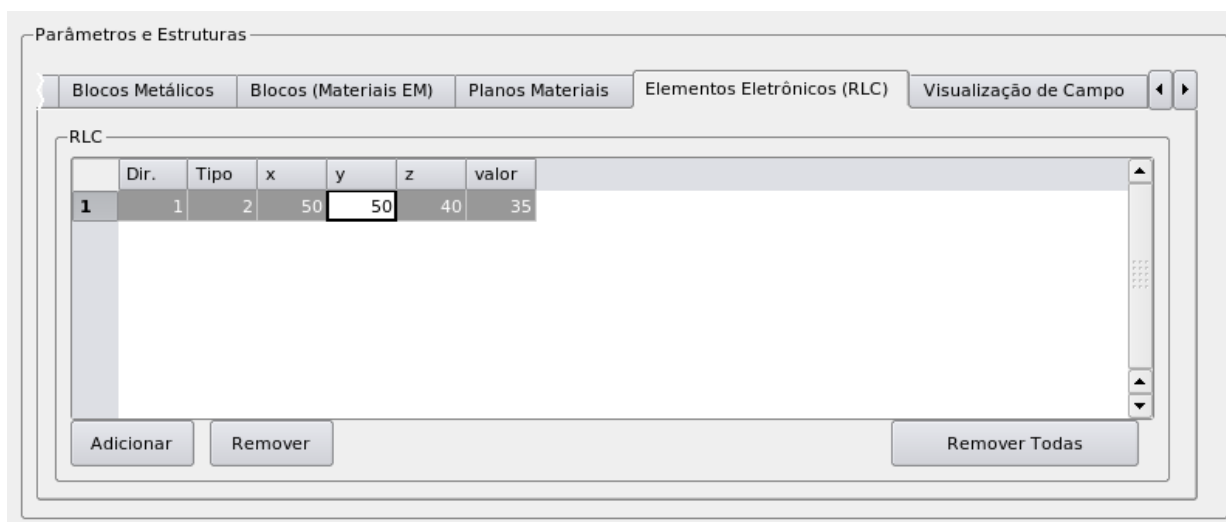 Parâmetros e Estruturas
Blocos Metálicos Blocos (Materiais EM) Planos Materiais Elementos Eletrônicos (RLC) Visualização de Campo
RLC
Dir. Tipo x y z valor
1 1 2 50 50 40 35
Adicionar Remover Remover Todas